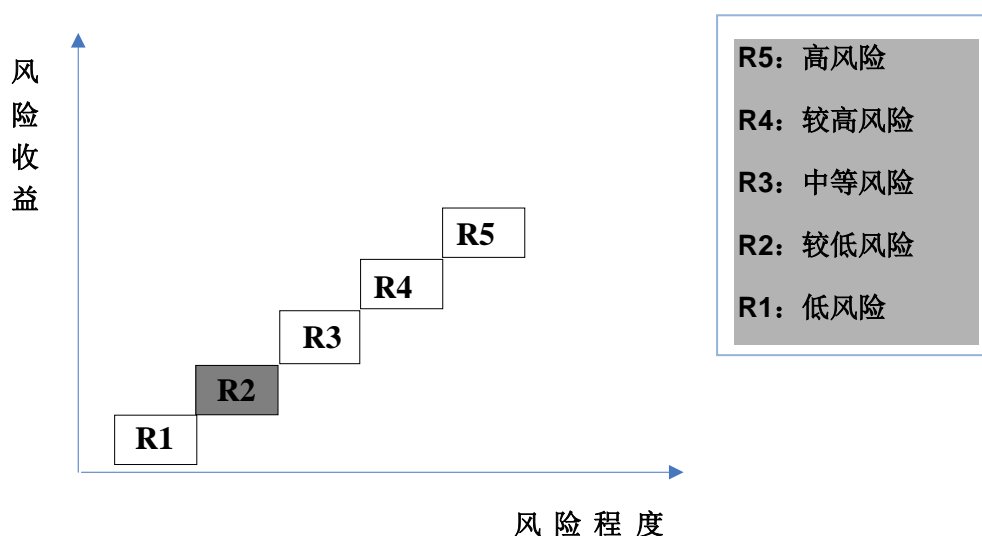 风
险
收
益
R5
R4
R3
R2
R1
风 险 程 度
R5：高风险
R4：较高风险
R3：中等风险
R2：较低风险
R1：低风险